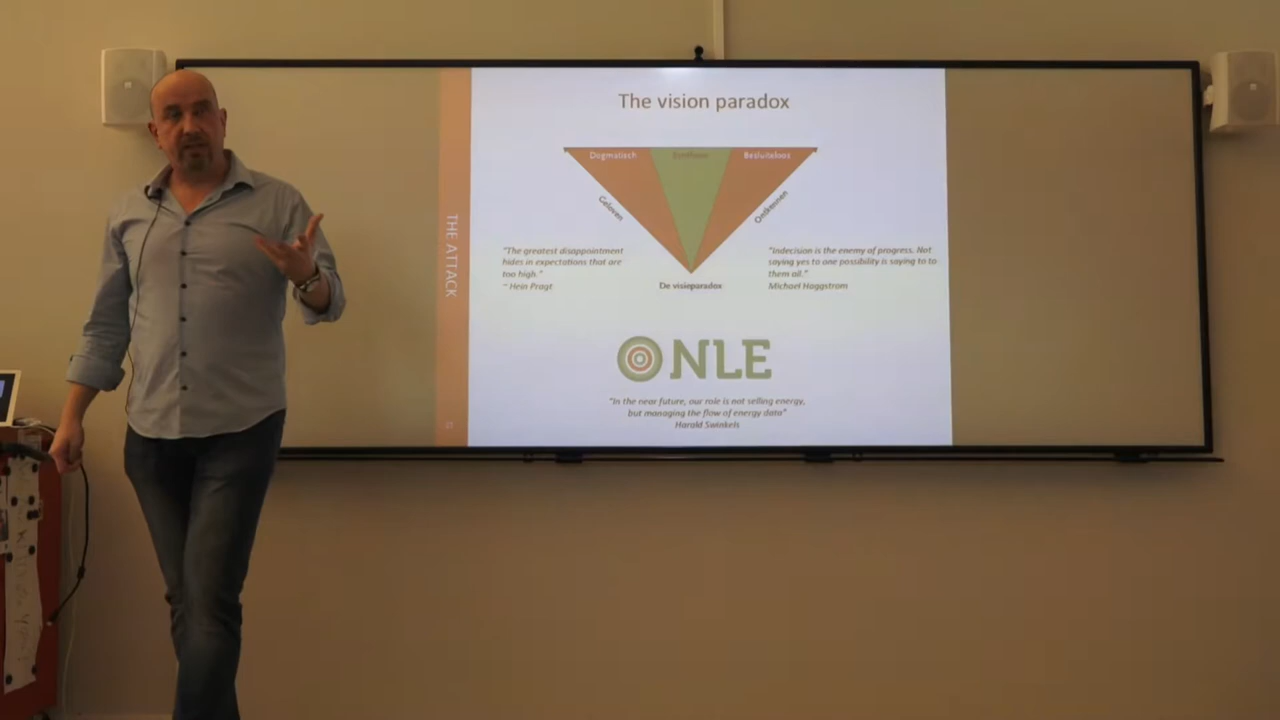 The vision paradox
Dogmatisch
Besluiteloos
Geloven
Ontkennen
THE ATTACK
"The greatest disappointment
hides in expectations that are
too high."
~ Hein Pragt
"Indecision is the enemy of progress. Not
saying yes to one possibility is saying to to
them all."
Michael Haggstrom
De visieparadox
NLE
"In the near future, our role is not selling energy,
but managing the flow of energy data"
Harald Swinkels